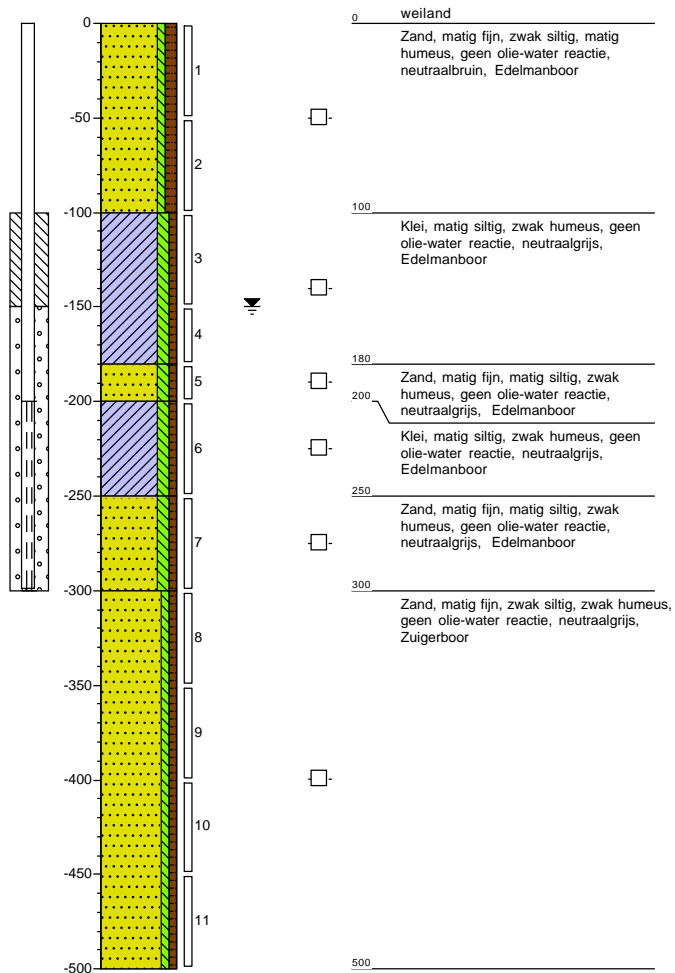 0
-50
-100
-150
-200
-250
-300
-350
-400
-450
-500
1
2
3
4
5
6
7
8
9
10
11
0 weiland
Zand, matig fijn, zwak siltig, matig
humeus, geen olie-water reactie,
neutraalbruin, Edelmanboor
100
Klei, matig siltig, zwak humeus, geen
olie-water reactie, neutraalgrijs,
Edelmanboor
180
Zand, matig fijn, matig siltig, zwak
humeus, geen olie-water reactie,
neutraalgrijs, Edelmanboor
200
Klei, matig siltig, zwak humeus, geen
olie-water reactie, neutraalgrijs,
Edelmanboor
250
Zand, matig fijn, matig siltig, zwak
humeus, geen olie-water reactie,
neutraalgrijs, Edelmanboor
300
Zand, matig fijn, zwak siltig, zwak humeus,
geen olie-water reactie, neutraalgrijs,
Zuigerboor
500